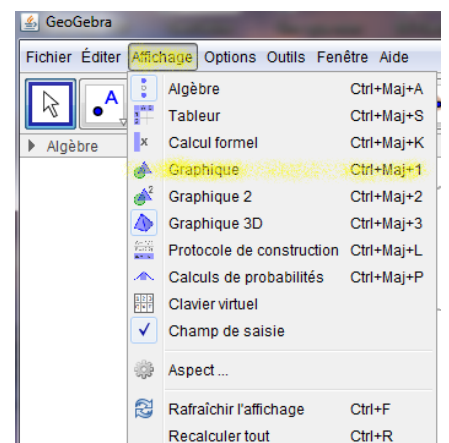 GeoGebra
Fichier Éditer Affichage Options Outils Fenêtre Aide
A
Algèbre Ctrl+Maj+A
Tableur Ctrl+Maj+S
Calcul formel Ctrl+Maj+K
Algèbre
Graphique Ctrl+Maj+1
Graphique 2 Ctrl+Maj+2
Graphique 3D Ctrl+Maj+3
Protocole de construction Ctrl+Maj+L
Calculs de probabilités Ctrl+Maj+P
Clavier virtuel
Champ de saisie
Aspect ...
Rafraîchir l'affichage Ctrl+F
Recalculer tout Ctrl+R